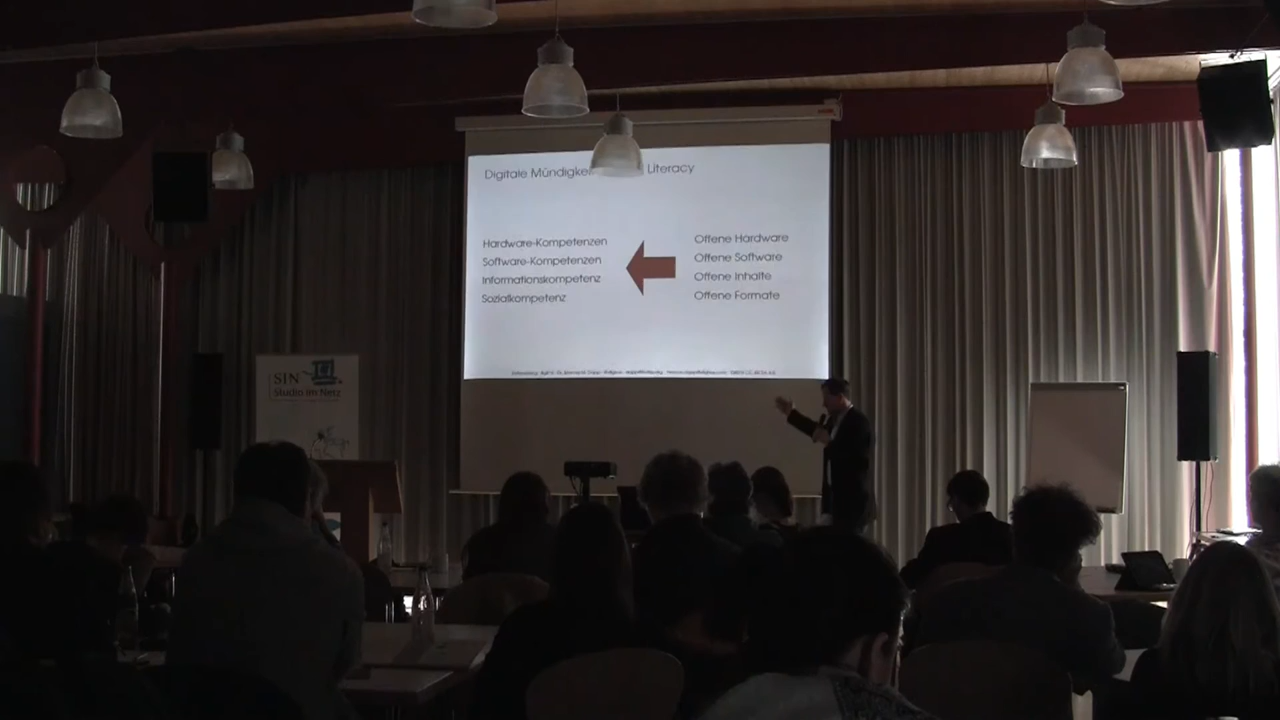 Digitale Mündigkei Literacy
Hardware-Kompetenzen
Software-Kompetenzen
Informationskompetenz
Sozialkompetenz
Offene Hardware
Offene Software
Offene Inhalte
Offene Formate
SIN
Studio im Netz